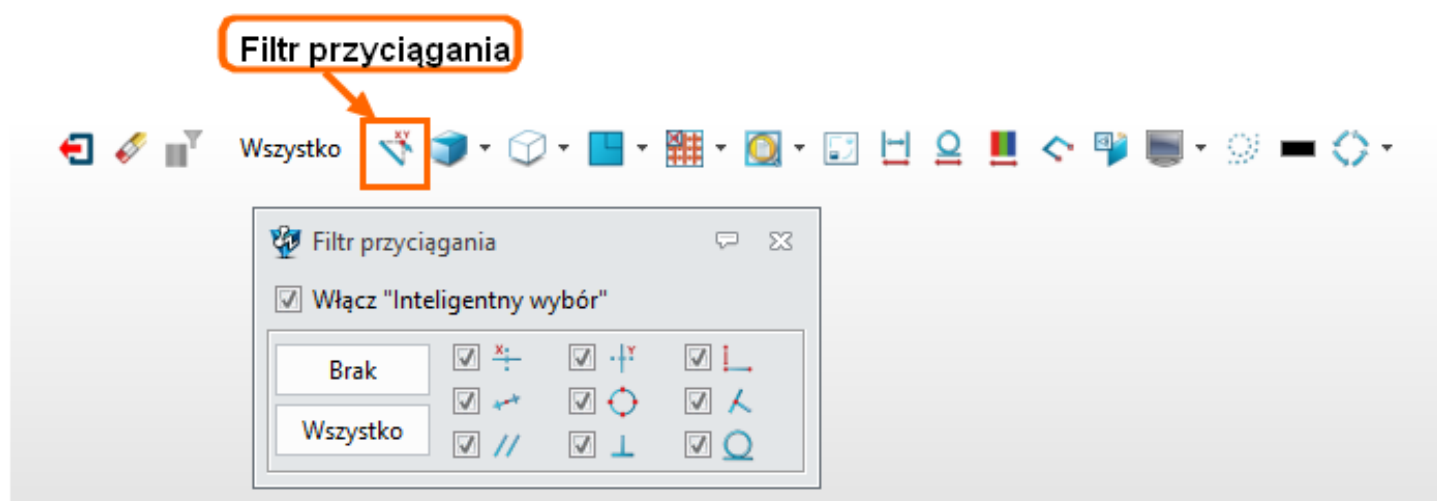 Filtr przyciągania
Wszystko
Filtr przyciągania
Włącz "Inteligentny wybór"
Brak
Wszystko